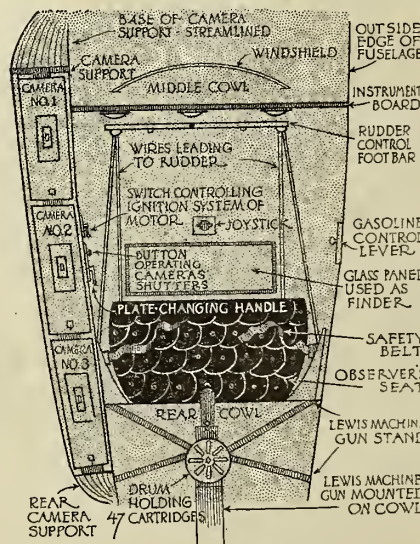 BASE OF CAMERA
SUPPORT - STREAMLINED
CAMERA
SUPPORT
WINDSHIELD
MIDDLE COWL
OUTSIDE
EDGE OF
FUSELAGE
INSTRUMENT
BOARD
CAMERA
NO.1
WIRES LEADING
TO RUDDER
RUDDER
CONTROL
FOOT BAR
SWITCH CONTROLLING
IGNITION SYSTEM OF
MOTOR
JOYSTICK
CAMERA
NO.2
GASOLINE
CONTROL
LEVER
BUTTON
OPERATING
CAMERAS
SHUTTERS
GLASS PANEL
USED AS
FINDER
PLATE-CHANGING HANDLE
SAFETY
BELT
CAMERA
NO.3
OBSERVER'S
SEAT
REAR COWL
LEWIS MACHINE
GUN STAND
DRUM
HOLDING
47 CARTRIDGES
LEWIS MACHINE
GUN MOUNTED
ON COWL
REAR
CAMERA
SUPPORT